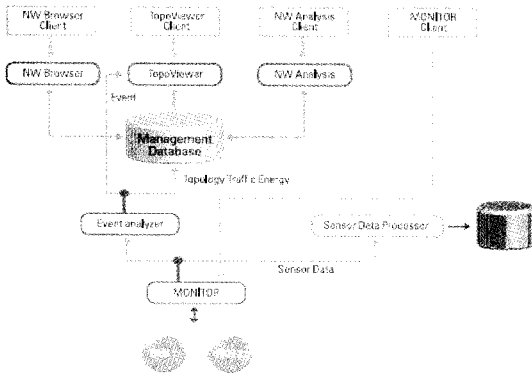 NW Browser
Client
TopoViewer
Client
NW Analysis
Client
MONITOR
Client
NW Browser
TopoViewer
NW Analysis
Event
Management
Database
Topology Traffic Energy
Event analyzer
Sensor Data Processor
Sensor Data
MONITOR